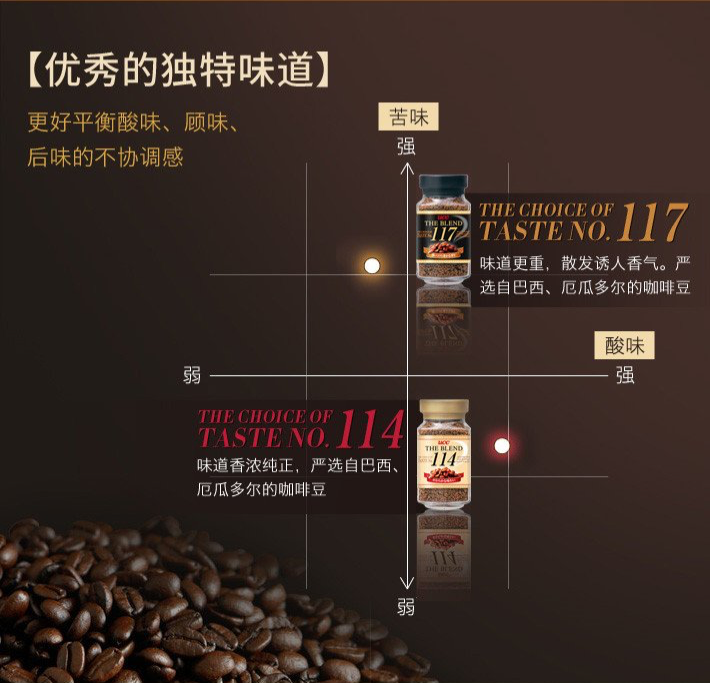 【优秀的独特味道】
更好平衡酸味、顾味、
后味的不协调感
苦味
强
UCC
THE BLEND
117
THE CHOICE OF
TASTE NO. 117
味道更重，散发诱人香气。严
选自巴西、厄瓜多尔的咖啡豆
酸味
弱
强
THE CHOICE OF
TASTE NO. 114
味道香浓纯正，严选自巴西、
厄瓜多尔的咖啡豆
UCC
THE BLEND
114
弱